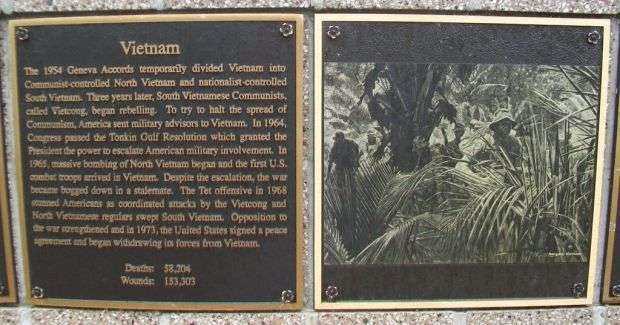 Vietnam
The 1954 Geneva Accords temporarily divided Vietnam into
Communist-controlled North Vietnam and nationalist-controlled
South Vietnam. Three years later, South Vietnamese Communists,
called Vietcong, began rebelling. To try to halt the spread of
Communism, America sent military advisors to Vietnam. In 1964,
Congress passed the Tonkin Gulf Resolution which granted the
President the power to escalate American military involvement. In
1965, massive bombing of North Vietnam began and the first U.S.
combat troops arrived in Vietnam. Despite the escalation, the war
became bogged down in a stalemate. The Tet offensive in 1968
stunned Americans as coordinated attacks by the Vietcong and
North Vietnamese regulars swept South Vietnam. Opposition to
the war strengthened and in 1973, the United States signed a peace
agreement and began withdrawing its forces from Vietnam.
Deaths: 58,204
Wounds: 153,303